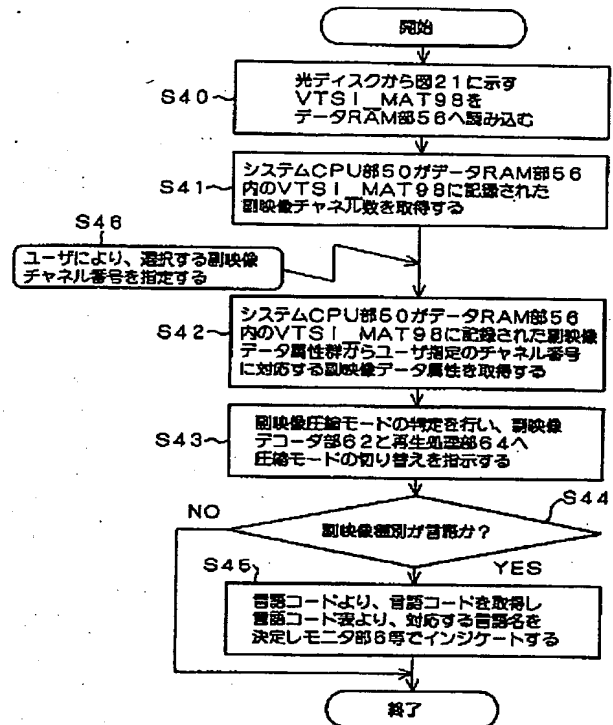 開始
S40
光ディスクから図21に示す
VTSI_MAT98を
データRAM部56へ読み込む
S41
システムCPU部50がデータRAM部56
内のVTSI_MAT98に記録された
副映像チャネル数を取得する
S46
ユーザにより、選択する副映像
チャネル番号を指定する
S42
システムCPU部50がデータRAM部56
内のVTSI_MAT98に記録された副映像
データ属性群からユーザ指定のチャネル番号
に対応する副映像データ属性を取得する
S43
副映像圧縮モードの判定を行い、副映像
デコーダ部62と再生処理部64へ
圧縮モードの切り替えを指示する
S44
NO
副映像種別が言語か？
YES
S45
言語コードより、言語コードを取得し
言語コード表より、対応する言語名を
決定しモニタ部6等でインジケートする
終了